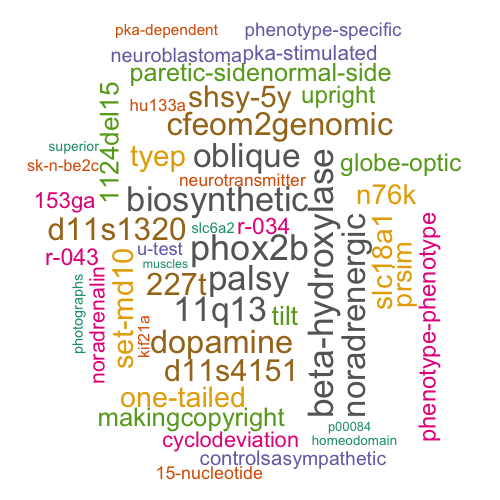 pka-dependent phenotype-specific
neuroblastoma pka-stimulated
paretic-sidenormal-side
1124del15 hu133a shsy-5y upright
cfeom2genomic
superior tyep oblique globe-optic
sk-n-be2c neurotransmitter
153ga biosynthetic n76k
d11s1320 slc6a2 r-034
r-043 u-test phox2b
muscles
photographs noradrenalin set-md10 227t palsy beta-hydroxylase noradrenergic slc18a1 prsim phenotype-phenotype
kif21a 11q13 tilt
dopamine
d11s4151
one-tailed
makingcopyright p00084
cyclodeviation homeodomain
controlsasympathetic
15-nucleotide